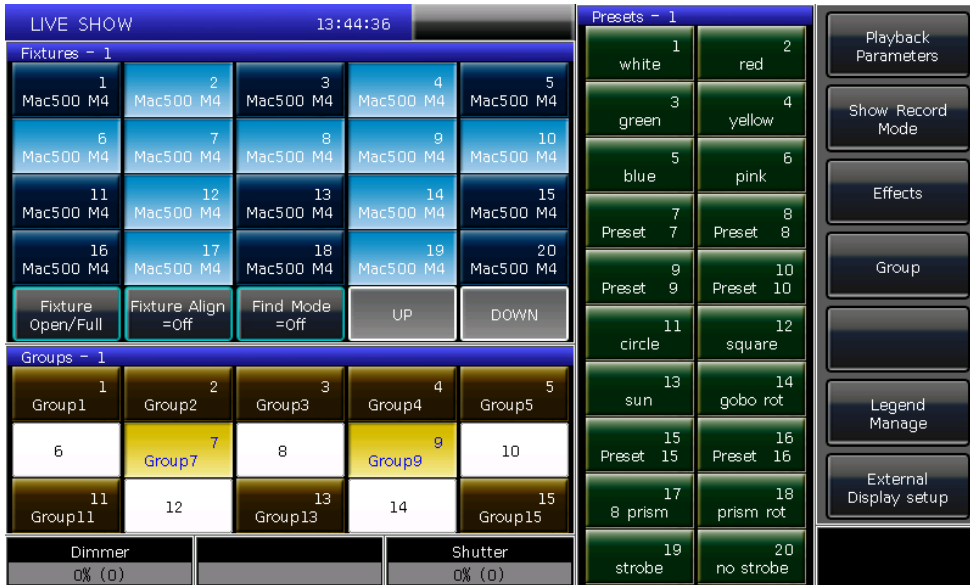 LIVE SHOW 13:44:36
Fixtures - 1
1 2 3 4 5
Mac500 M4 Mac500 M4 Mac500 M4 Mac500 M4 Mac500 M4
6 7 8 9 10
Mac500 M4 Mac500 M4 Mac500 M4 Mac500 M4 Mac500 M4
11 12 13 14 15
Mac500 M4 Mac500 M4 Mac500 M4 Mac500 M4 Mac500 M4
16 17 18 19 20
Mac500 M4 Mac500 M4 Mac500 M4 Mac500 M4 Mac500 M4
Fixture Fixture Align Find Mode
Open/Full =Off =Off UP DOWN
Groups - 1
1 2 3 4 5
Group1 Group2 Group3 Group4 Group5
6 7 8 9 10
Group7 Group9
11 12 13 14 15
Group11 Group13 Group15
Dimmer Shutter
0% (0) 0% (0)
Presets - 1
1 2
white red
3 4
green yellow
5 6
blue pink
7 8
Preset 7 Preset 8
9 10
Preset 9 Preset 10
11 12
circle square
13 14
sun gobo rot
15 16
Preset 15 Preset 16
17 18
8 prism prism rot
19 20
strobe no strobe
Playback
Parameters
Show Record
Mode
Effects
Group
Legend
Manage
External
Display setup